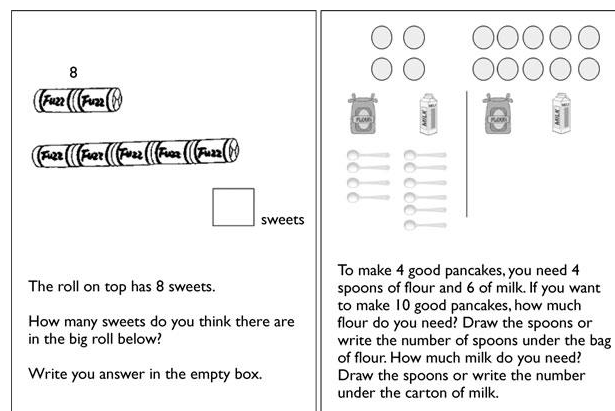 8
Fuzz Fuzz
Fuzz Fuzz Fuzz Fuzz Fuzz
sweets
The roll on top has 8 sweets.
How many sweets do you think there are
in the big roll below?
Write you answer in the empty box.
FLOUR MILK FLOUR MILK
To make 4 good pancakes, you need 4
spoons of flour and 6 of milk. If you want
to make 10 good pancakes, how much
flour do you need? Draw the spoons or
write the number of spoons under the bag
of flour. How much milk do you need?
Draw the spoons or write the number
under the carton of milk.